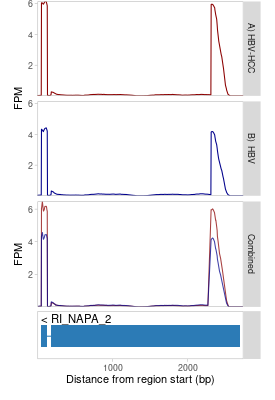 6
4
2
A) HBV-HCC
FPM
6
4
2
B) HBV
6
4
2
Combined
FPM
< RI_NAPA_2
1000 2000
Distance from region start (bp)